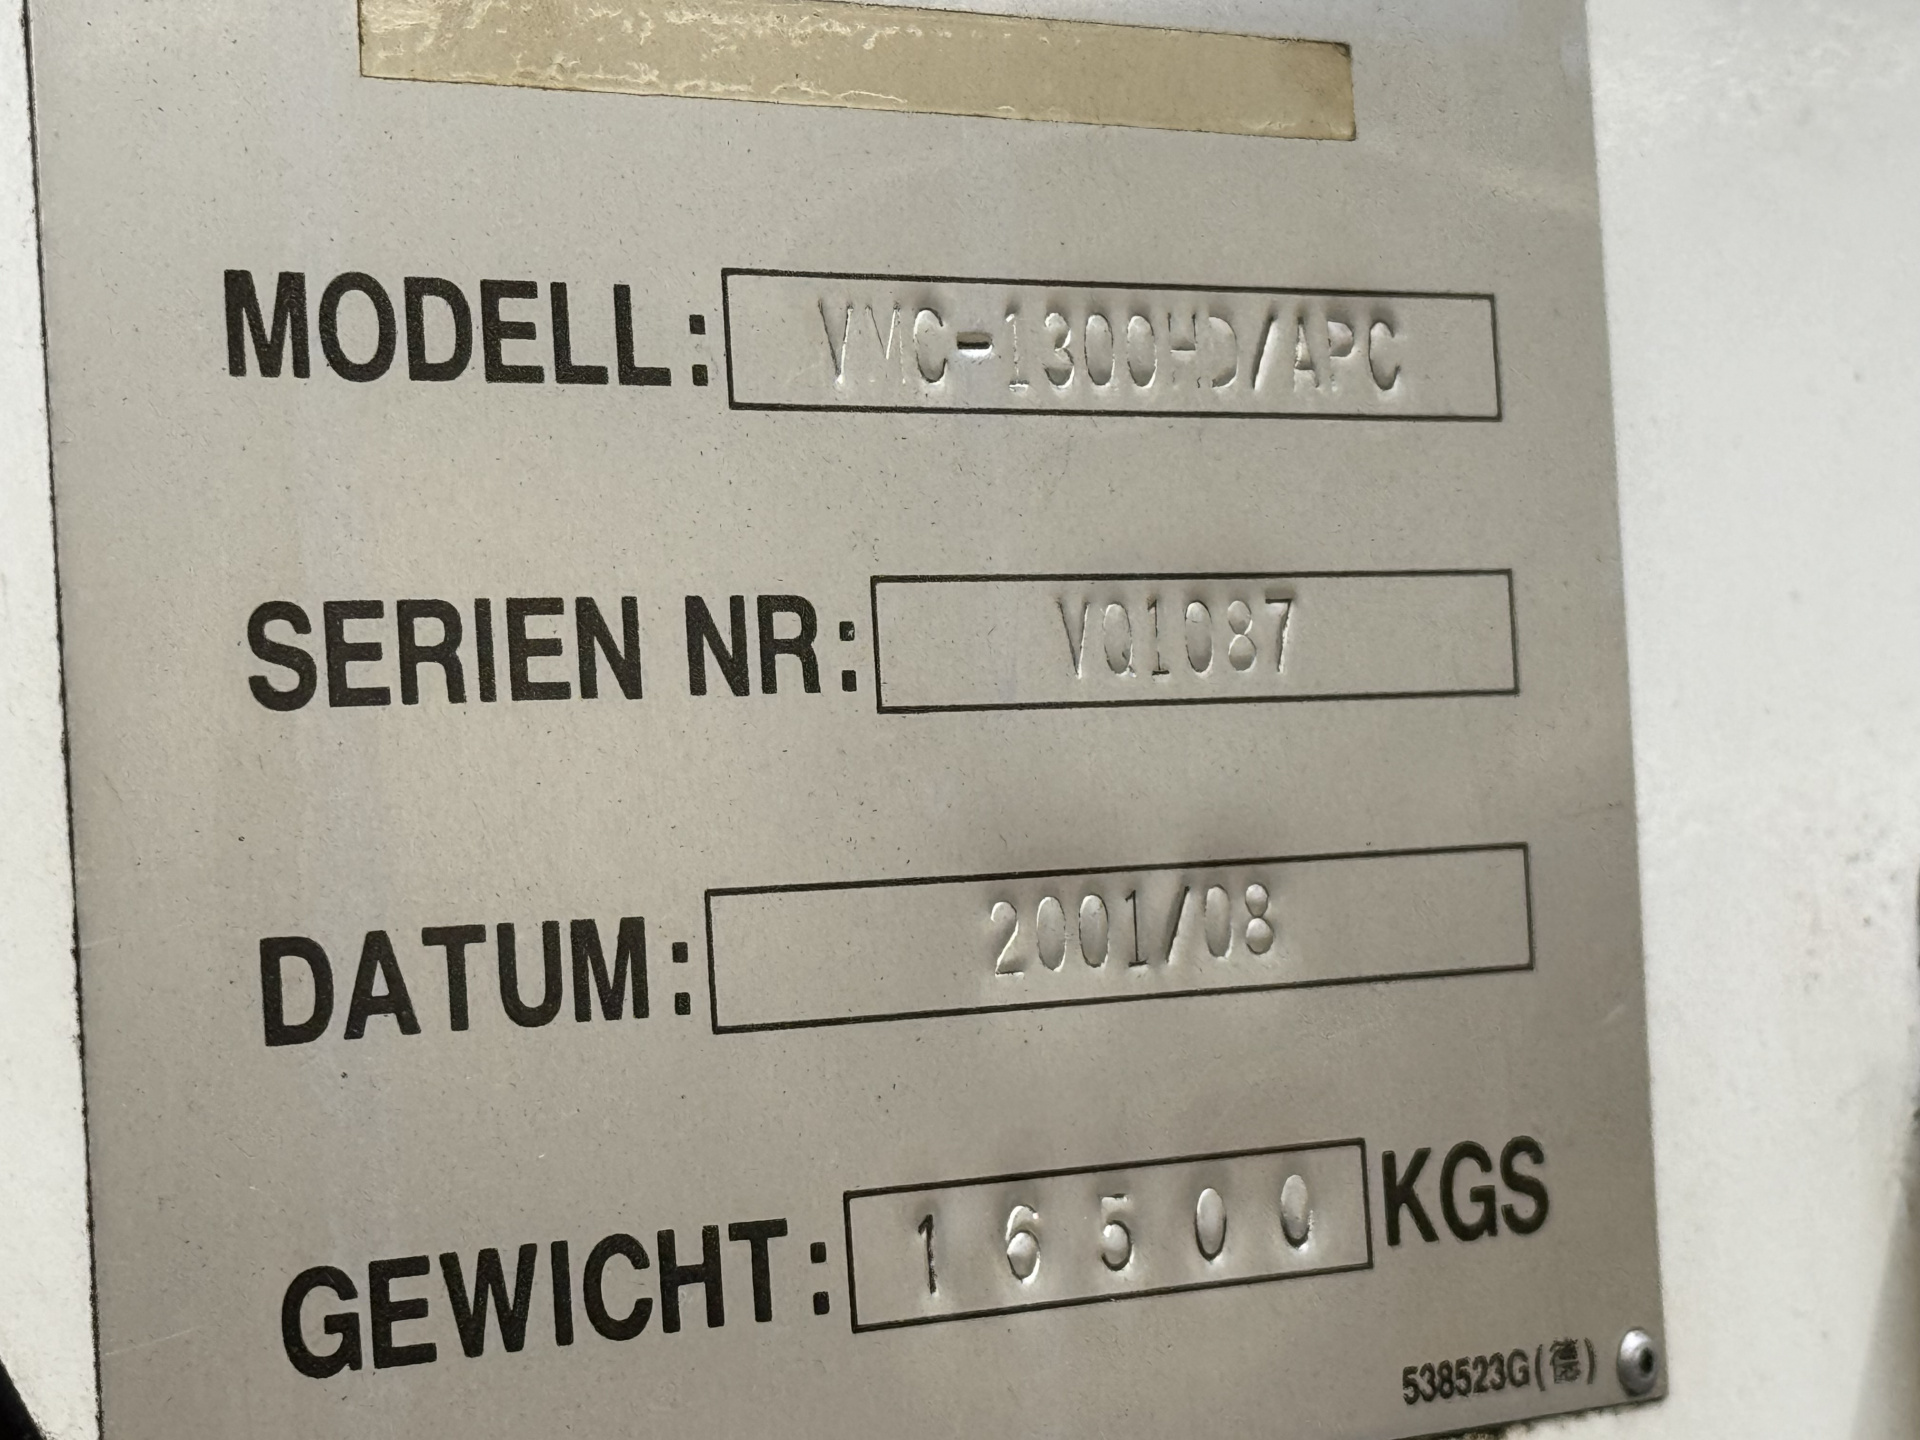 MODELL: VMC-1300HD/APC
SERIEN NR: VQ1087
DATUM: 2001/08
GEWICHT: 16500 KGS
538523G(德)